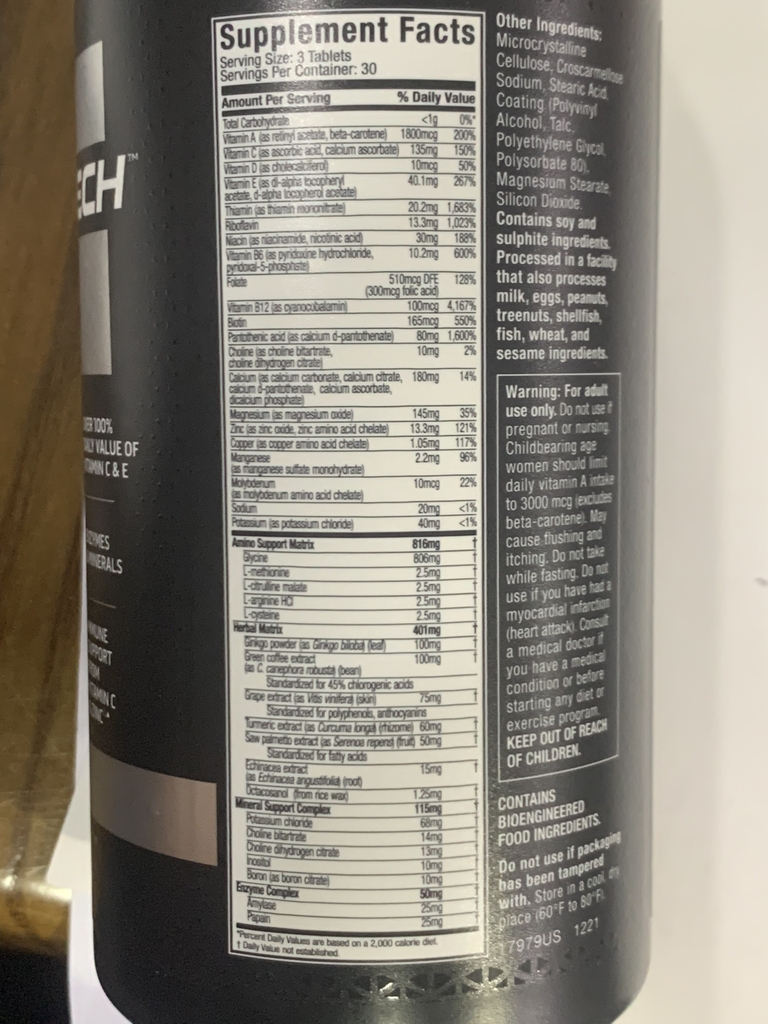 ECH™
ER 100%
ALY VALUE OF
TAMIN C & E
ZYMES
MINERALS
MUNE
UPPORT
OM
TAMIN C
Supplement Facts
Serving Size: 3 Tablets
Servings Per Container: 30
Amount Per Serving % Daily Value
Total Carbohydrate <1g 0%*
Vitamin A (as retinyl acetate, beta-carotene) 1800mcg 200%
Vitamin C (as ascorbic acid, calcium ascorbate) 135mg 150%
Vitamin D (as cholecalciferol) 10mcg 50%
Vitamin E (as dl-alpha tocopheryl 40.1mg 267%
acetate, d-alpha tocopherol acetate)
Thiamin (as thiamin mononitrate) 20.2mg 1,683%
Riboflavin 13.3mg 1,023%
Niacin (as niacinamide, nicotinic acid) 30mg 188%
Vitamin B6 (as pyridoxine hydrochloride, 10.2mg 600%
pyridoxal-5-phosphate)
Folate 510mcg DFE 128%
(300mcg folic acid)
Vitamin B12 (as cyanocobalamin) 100mcg 4,167%
Biotin 165mcg 550%
Pantothenic acid (as calcium d-pantothenate) 80mg 1,600%
Choline (as choline bitartrate, 10mg 2%
choline dihydrogen citrate)
Calcium (as calcium carbonate, calcium citrate, 180mg 14%
calcium d-pantothenate, calcium ascorbate,
dicalcium phosphate)
Magnesium (as magnesium oxide) 145mg 35%
Zinc (as zinc oxide, zinc amino acid chelate) 13.3mg 121%
Copper (as copper amino acid chelate) 1.05mg 117%
Manganese 2.2mg 96%
(as manganese sulfate monohydrate)
Molybdenum 10mcg 22%
(as molybdenum amino acid chelate)
Sodium 20mg <1%
Potassium (as potassium chloride) 40mg <1%
Amino Support Matrix 816mg †
Glycine 806mg †
L-methionine 2.5mg †
L-citrulline malate 2.5mg †
L-arginine HCl 2.5mg †
L-cysteine 2.5mg †
Herbal Matrix 401mg †
Ginkgo powder (as Ginkgo biloba) (leaf) 100mg †
Green coffee extract 100mg †
(as C. canephora robusta) (bean)
Standardized for 45% chlorogenic acids
Grape extract (as Vitis vinifera) (skin) 75mg †
Standardized for polyphenols, anthocyanins
Turmeric extract (as Curcuma longa) (rhizome) 60mg †
Saw palmetto extract (as Serenoa repens) (fruit) 50mg †
Standardized for fatty acids
Echinacea extract 15mg †
(as Echinacea angustifolia) (root)
Octacosanol (from rice wax) 1.25mg †
Mineral Support Complex 115mg †
Potassium chloride 68mg †
Choline bitartrate 14mg †
Choline dihydrogen citrate 13mg †
Inositol 10mg †
Boron (as boron citrate) 10mg †
Enzyme Complex 50mg †
Amylase 25mg †
Papain 25mg †
*Percent Daily Values are based on a 2,000 calorie diet.
† Daily Value not established.
Other Ingredients:
Microcrystalline
Cellulose, Croscarmellose
Sodium, Stearic Acid,
Coating (Polyvinyl
Alcohol, Talc,
Polyethylene Glycol,
Polysorbate 80),
Magnesium Stearate,
Silicon Dioxide.
Contains soy and
sulphite ingredients.
Processed in a facility
that also processes
milk, eggs, peanuts,
treenuts, shellfish,
fish, wheat, and
sesame ingredients.
Warning: For adult
use only. Do not use if
pregnant or nursing.
Childbearing age
women should limit
daily vitamin A intake
to 3000 mcg (excludes
beta-carotene). May
cause flushing and
itching. Do not take
while fasting. Do not
use if you have had a
myocardial infarction
(heart attack). Consult
a medical doctor if
you have a medical
condition or before
starting any diet or
exercise program.
KEEP OUT OF REACH
OF CHILDREN.
CONTAINS
BIOENGINEERED
FOOD INGREDIENTS.
Do not use if packaging
has been tampered
with. Store in a cool, dry
place (60°F to 80°F).
7979US 1221